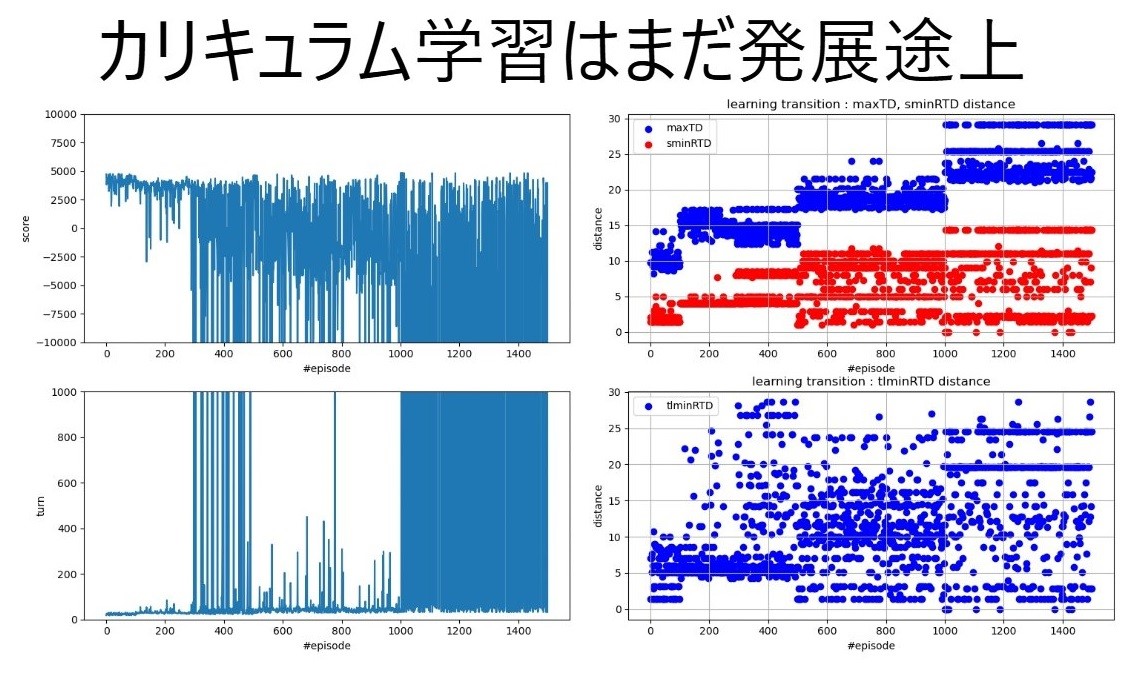 カリキュラム学習はまだ発展途上
10000
7500
5000
2500
0
−2500
−5000
−7500
−10000
score
0 200 400 600 800 1000 1200 1400
#episode
learning transition : maxTD, sminRTD distance
maxTD
sminRTD
30
25
20
15
10
5
0
distance
0 200 400 600 800 1000 1200 1400
#episode
1000
800
600
400
200
0
turn
0 200 400 600 800 1000 1200 1400
#episode
learning transition : tlminRTD distance
tlminRTD
30
25
20
15
10
5
0
distance
0 200 400 600 800 1000 1200 1400
#episode